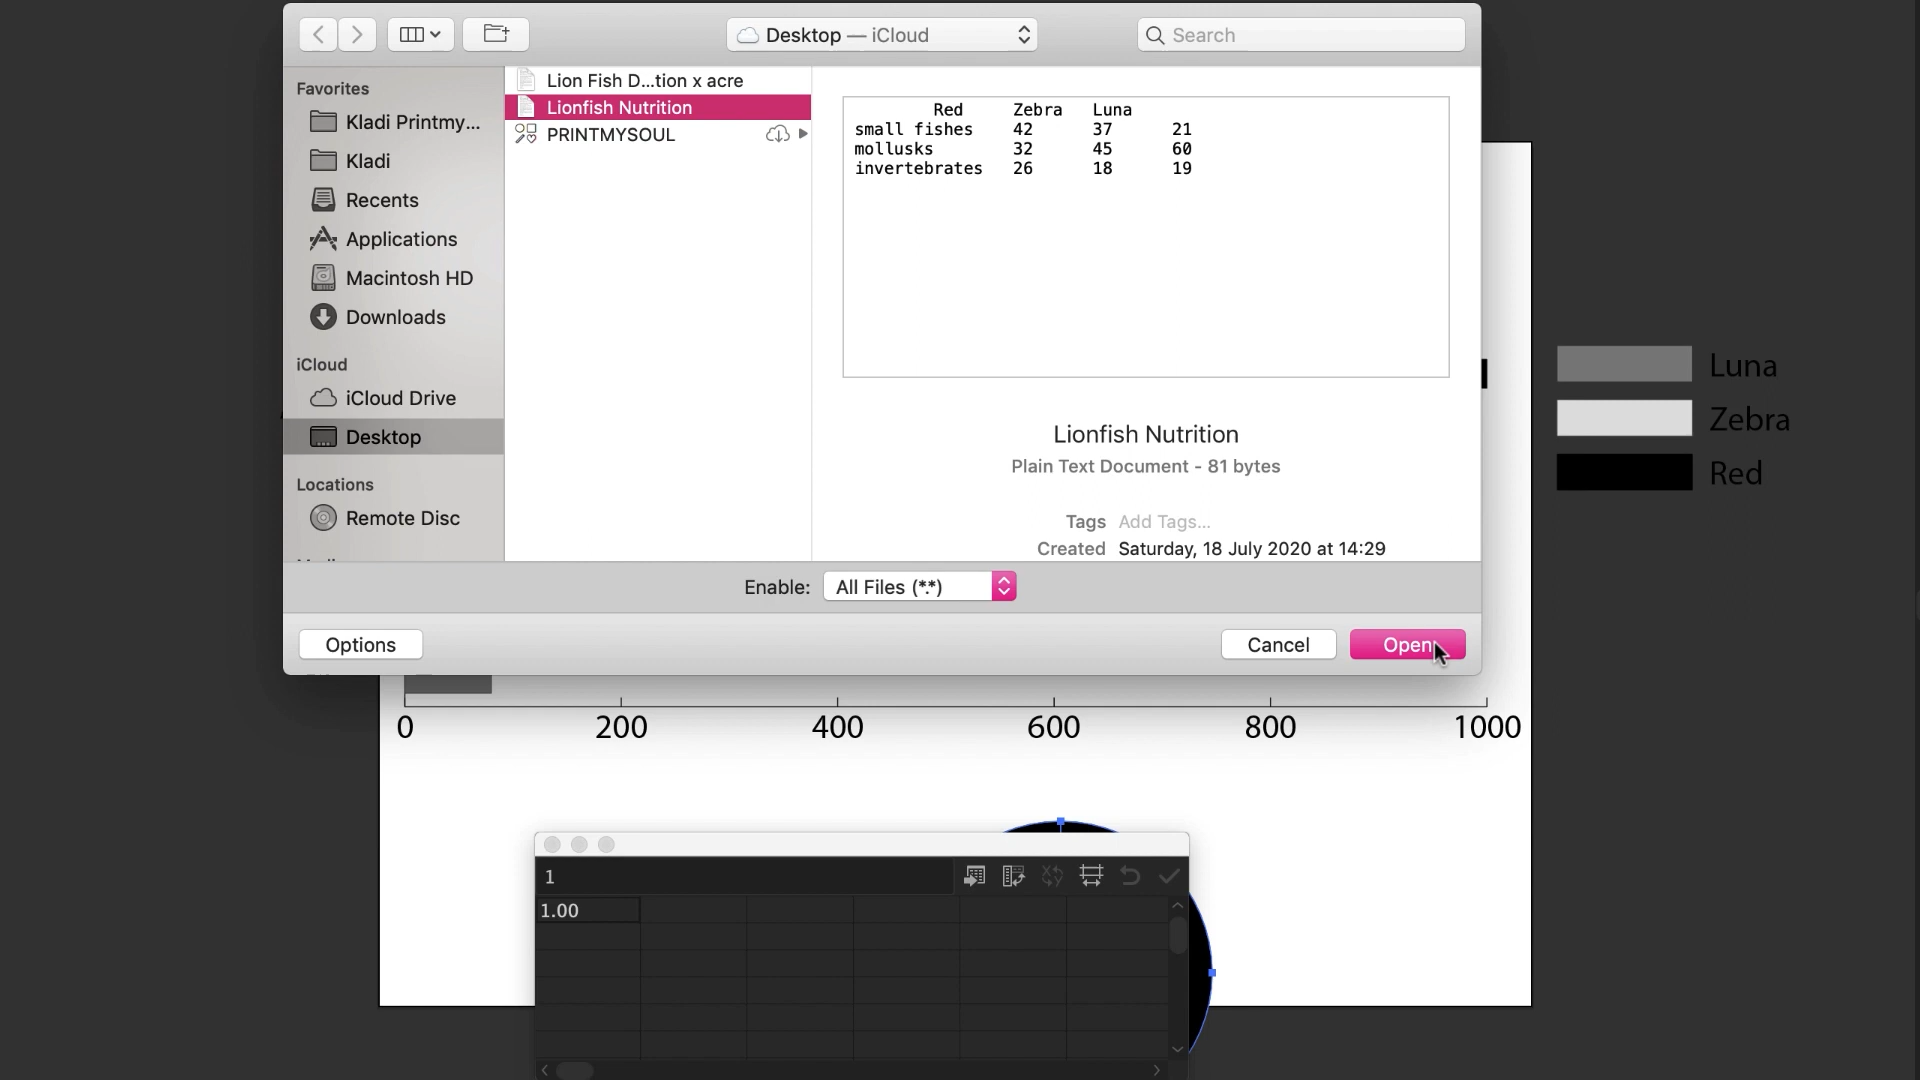 Desktop — iCloud
Search
Favorites
Kladi Printmy...
Kladi
Recents
Applications
Macintosh HD
Downloads
iCloud
iCloud Drive
Desktop
Locations
Remote Disc
Lion Fish D...tion x acre
Lionfish Nutrition
PRINTMYSOUL
Red Zebra Luna
small fishes 42 37 21
mollusks 32 45 60
invertebrates 26 18 19
Lionfish Nutrition
Plain Text Document - 81 bytes
Tags Add Tags...
Created Saturday, 18 July 2020 at 14:29
Enable: All Files (*.*)
Options
Cancel
Open
Luna
Zebra
Red
0 200 400 600 800 1000
1
1.00